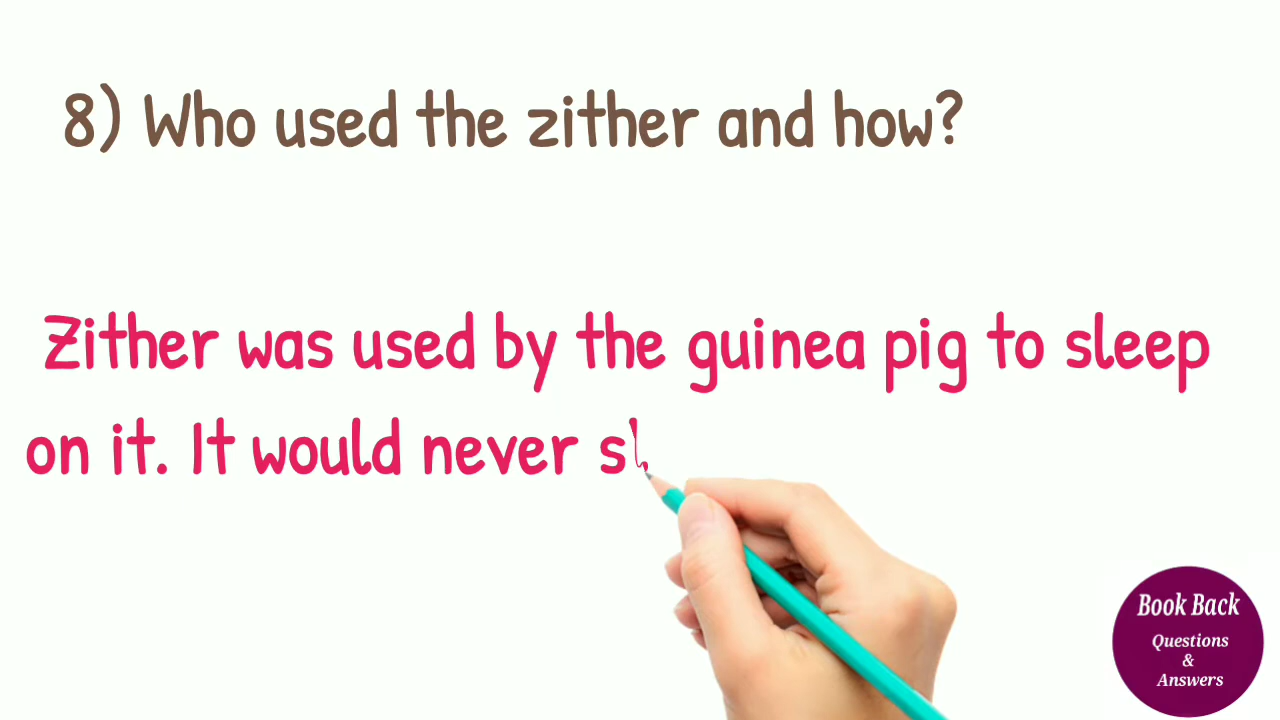 8) Who used the zither and how?
Zither was used by the guinea pig to sleep
on it. It would never
Book Back
Questions
&
Answers